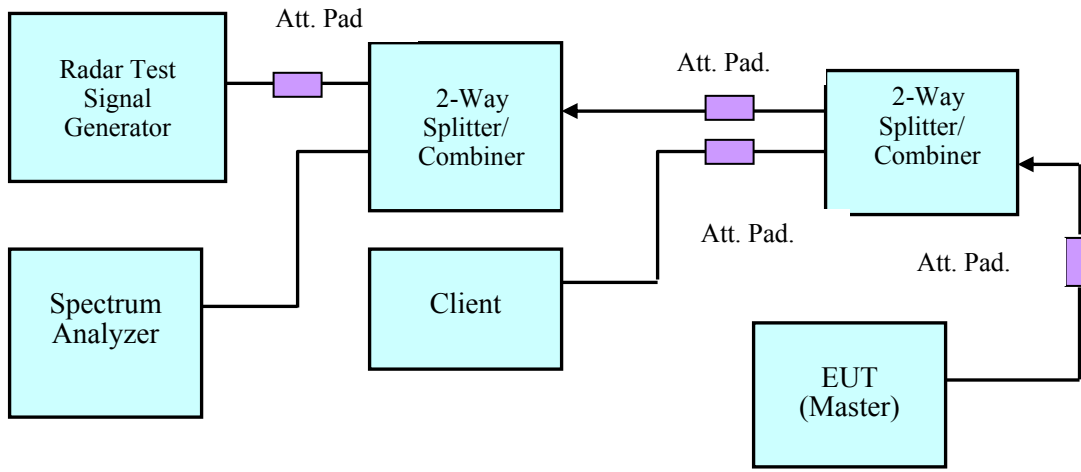 Att. Pad
Radar Test
Signal
Generator
2-Way
Splitter/
Combiner
Att. Pad.
2-Way
Splitter/
Combiner
Att. Pad.
Att. Pad.
Spectrum
Analyzer
Client
EUT
(Master)